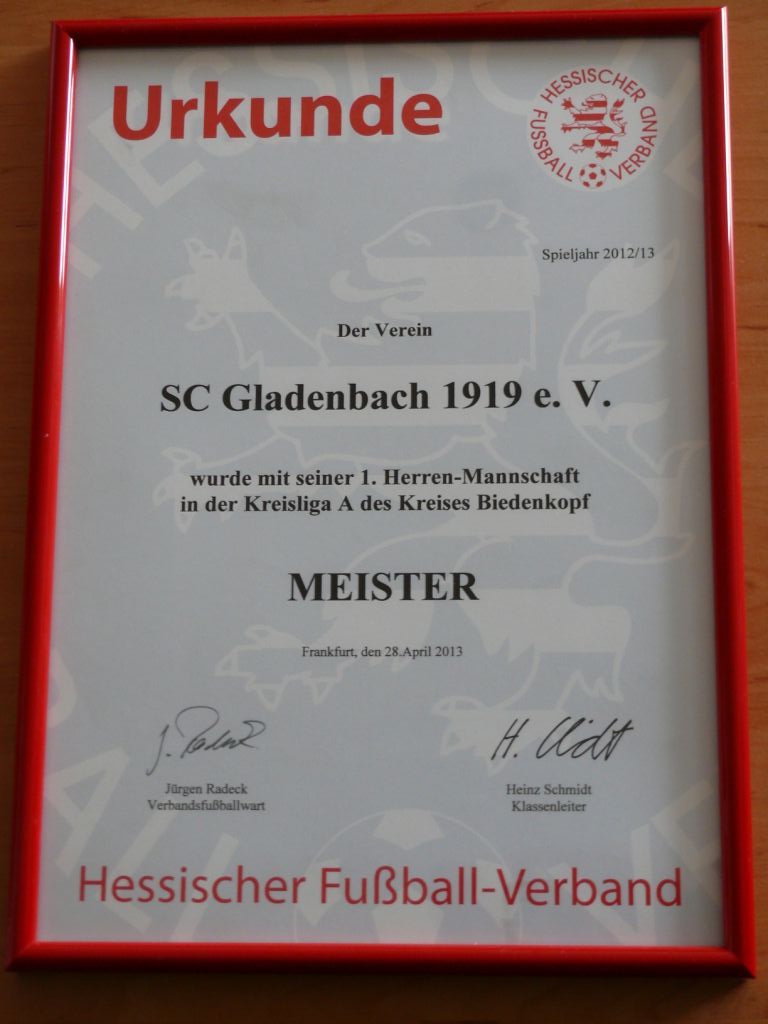 Urkunde
HESSISCHER
FUSSBALL VERBAND
Spieljahr 2012/13
Der Verein
SC Gladenbach 1919 e. V.
wurde mit seiner 1. Herren-Mannschaft
in der Kreisliga A des Kreises Biedenkopf
MEISTER
Frankfurt, den 28.April 2013
J. Radeck
Jürgen Radeck
Verbandsfußballwart
H. Schmidt
Heinz Schmidt
Klassenleiter
Hessischer Fußball-Verband